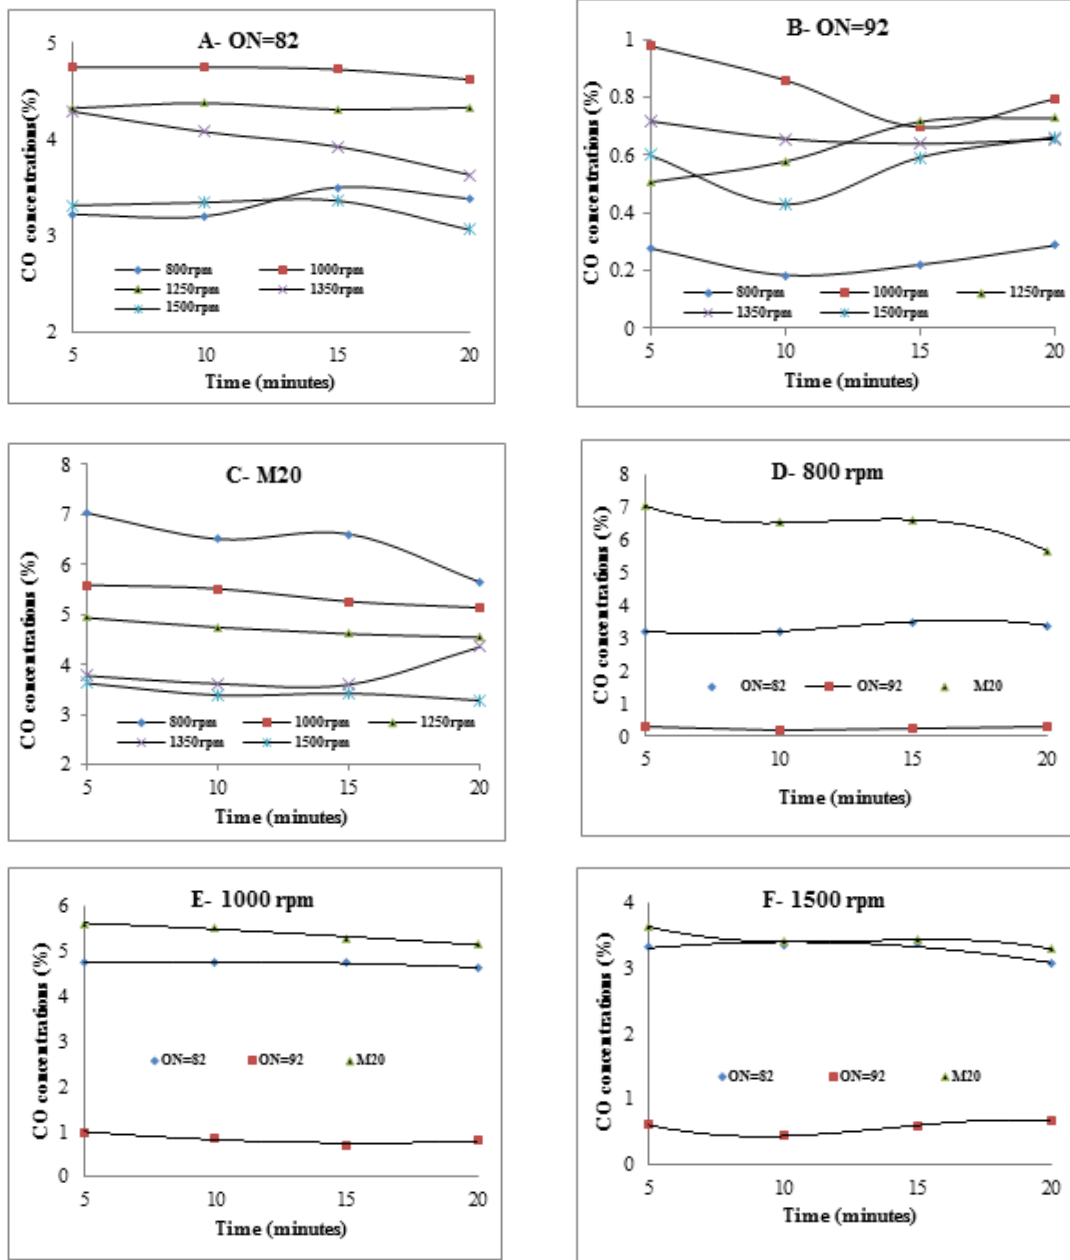 A- ON=82
CO concentrations(%)
5
4
3
2
800rpm 1000rpm
1250rpm 1350rpm
1500rpm
5 10 15 20
Time (minutes)
B- ON=92
CO concentrations (%)
1
0.8
0.6
0.4
0.2
0
800rpm 1000rpm 1250rpm
1350rpm 1500rpm
5 10 15 20
Time (minutes)
C- M20
CO concentrations (%)
8
7
6
5
4
3
2
800rpm 1000rpm 1250rpm
1350rpm 1500rpm
5 10 15 20
Time (minutes)
D- 800 rpm
CO concentrations (%)
8
7
6
5
4
3
2
1
0
ON=82 ON=92 M20
5 10 15 20
Time (minutes)
E- 1000 rpm
CO concentrations (%)
6
5
4
3
2
1
0
ON=82 ON=92 M20
5 10 15 20
Time (minutes)
F- 1500 rpm
CO concentrations (%)
4
3
2
1
0
ON=82 ON=92 M20
5 10 15 20
Time (minutes)